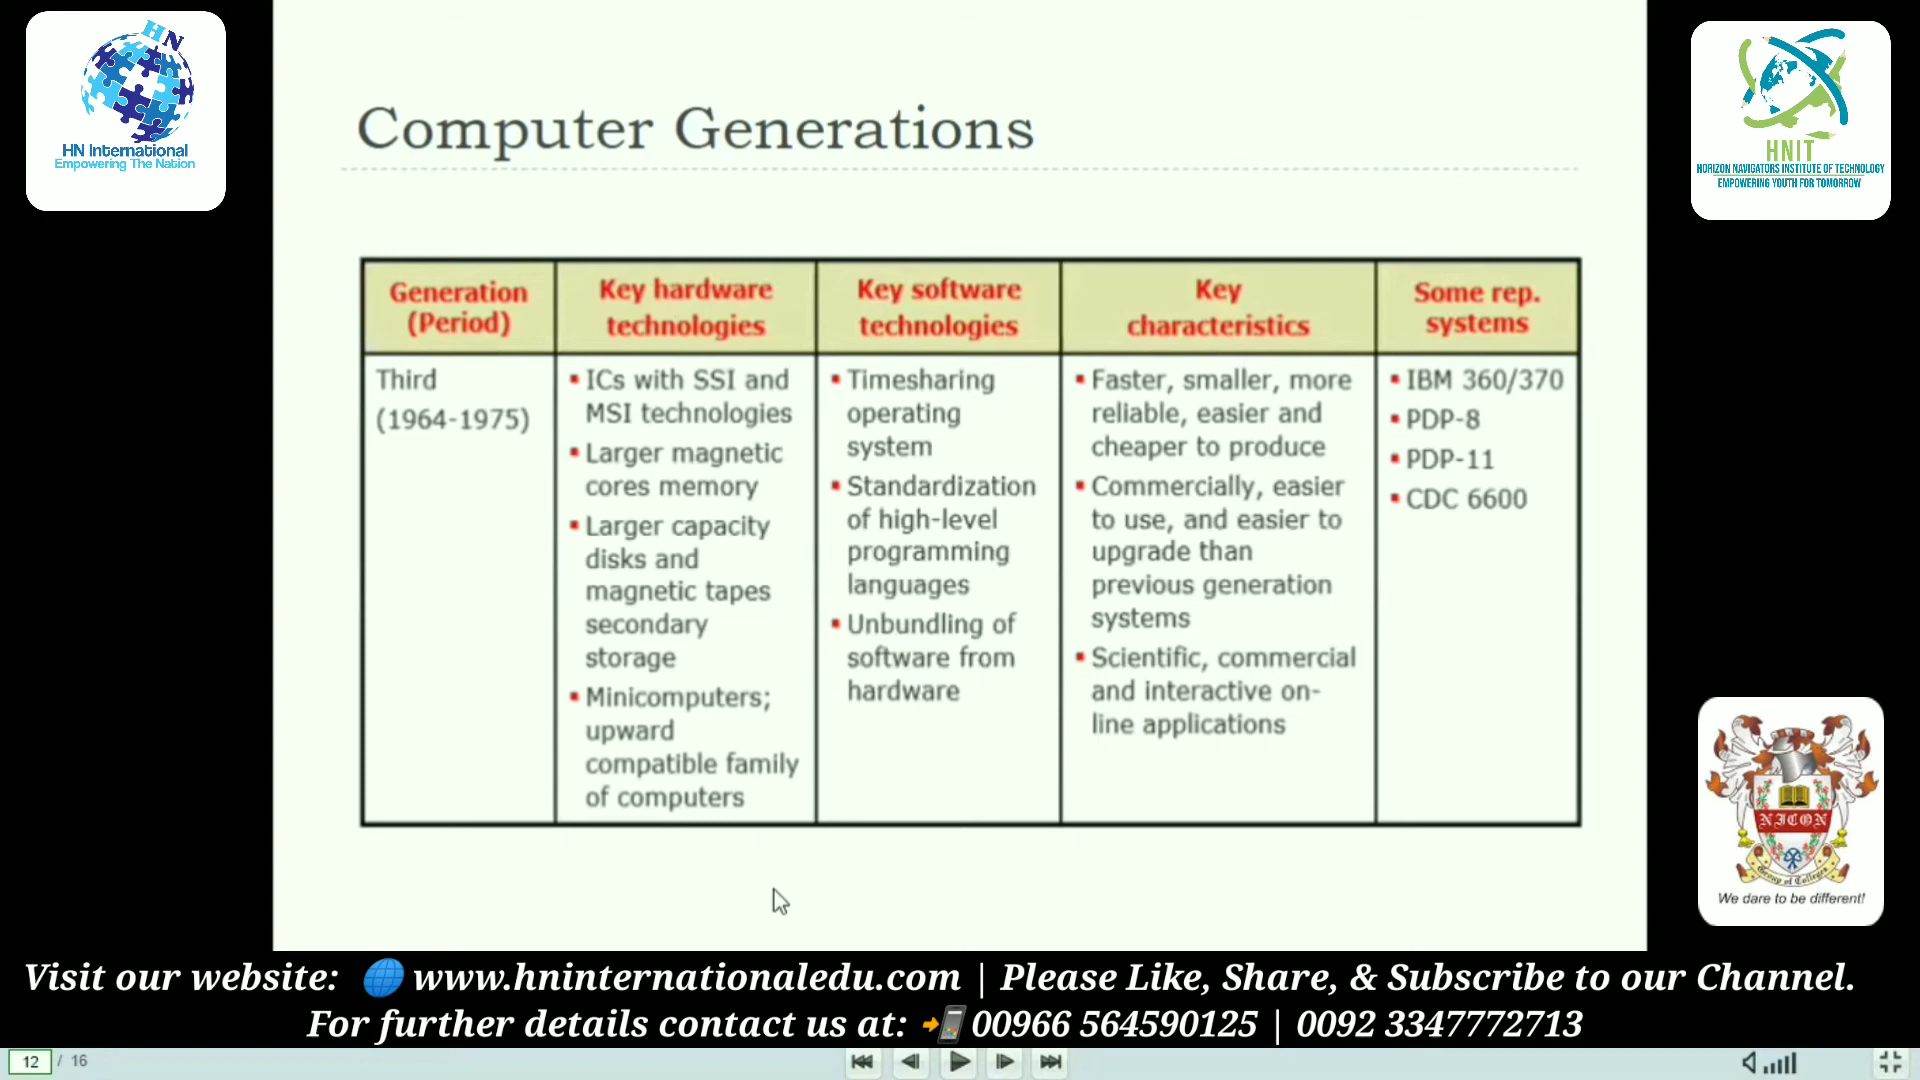 HN
HN International
Empowering The Nation
HNIT
HORIZON NAVIGATORS INSTITUTE OF TECHNOLOGY
EMPOWERING YOUTH FOR TOMORROW
Computer Generations
Generation
(Period)
Key hardware
technologies
Key software
technologies
Key
characteristics
Some rep.
systems
Third
(1964-1975)
▪ ICs with SSI and
MSI technologies
▪ Larger magnetic
cores memory
▪ Larger capacity
disks and
magnetic tapes
secondary
storage
▪ Minicomputers;
upward
compatible family
of computers
▪ Timesharing
operating
system
▪ Standardization
of high-level
programming
languages
▪ Unbundling of
software from
hardware
▪ Faster, smaller, more
reliable, easier and
cheaper to produce
▪ Commercially, easier
to use, and easier to
upgrade than
previous generation
systems
▪ Scientific, commercial
and interactive on-
line applications
▪ IBM 360/370
▪ PDP-8
▪ PDP-11
▪ CDC 6600
NICON
Group of Colleges
We dare to be different!
Visit our website: 🌐 www.hninternationaledu.com | Please Like, Share, & Subscribe to our Channel.
For further details contact us at: 📲 00966 564590125 | 0092 3347772713
12 / 16